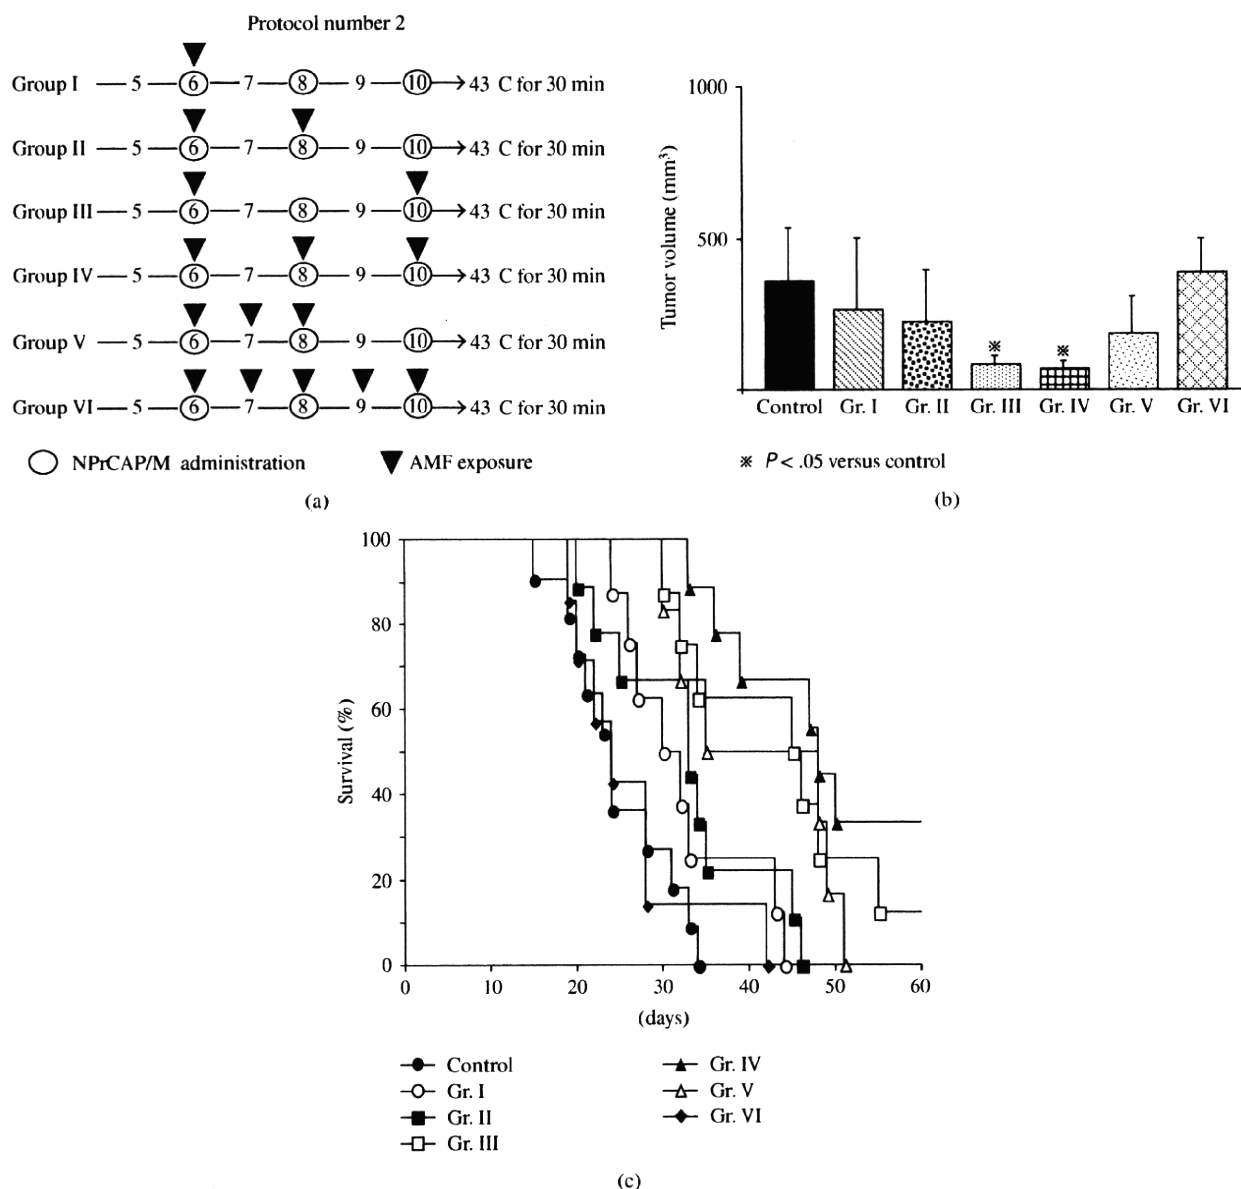 Protocol number 2
Group I 5 6 7 8 9 10 43 C for 30 min
Group II 5 6 7 8 9 10 43 C for 30 min
Group III 5 6 7 8 9 10 43 C for 30 min
Group IV 5 6 7 8 9 10 43 C for 30 min
Group V 5 6 7 8 9 10 43 C for 30 min
Group VI 5 6 7 8 9 10 43 C for 30 min
NPrCAP/M administration AMF exposure
(a)
Tumor volume (mm³)
1000
500
※ ※
Control Gr. I Gr. II Gr. III Gr. IV Gr. V Gr. VI
※ P < .05 versus control
(b)
Survival (%)
100
80
60
40
20
0
0 10 20 30 40 50 60
(days)
Control
Gr. I
Gr. II
Gr. III
Gr. IV
Gr. V
Gr. VI
(c)